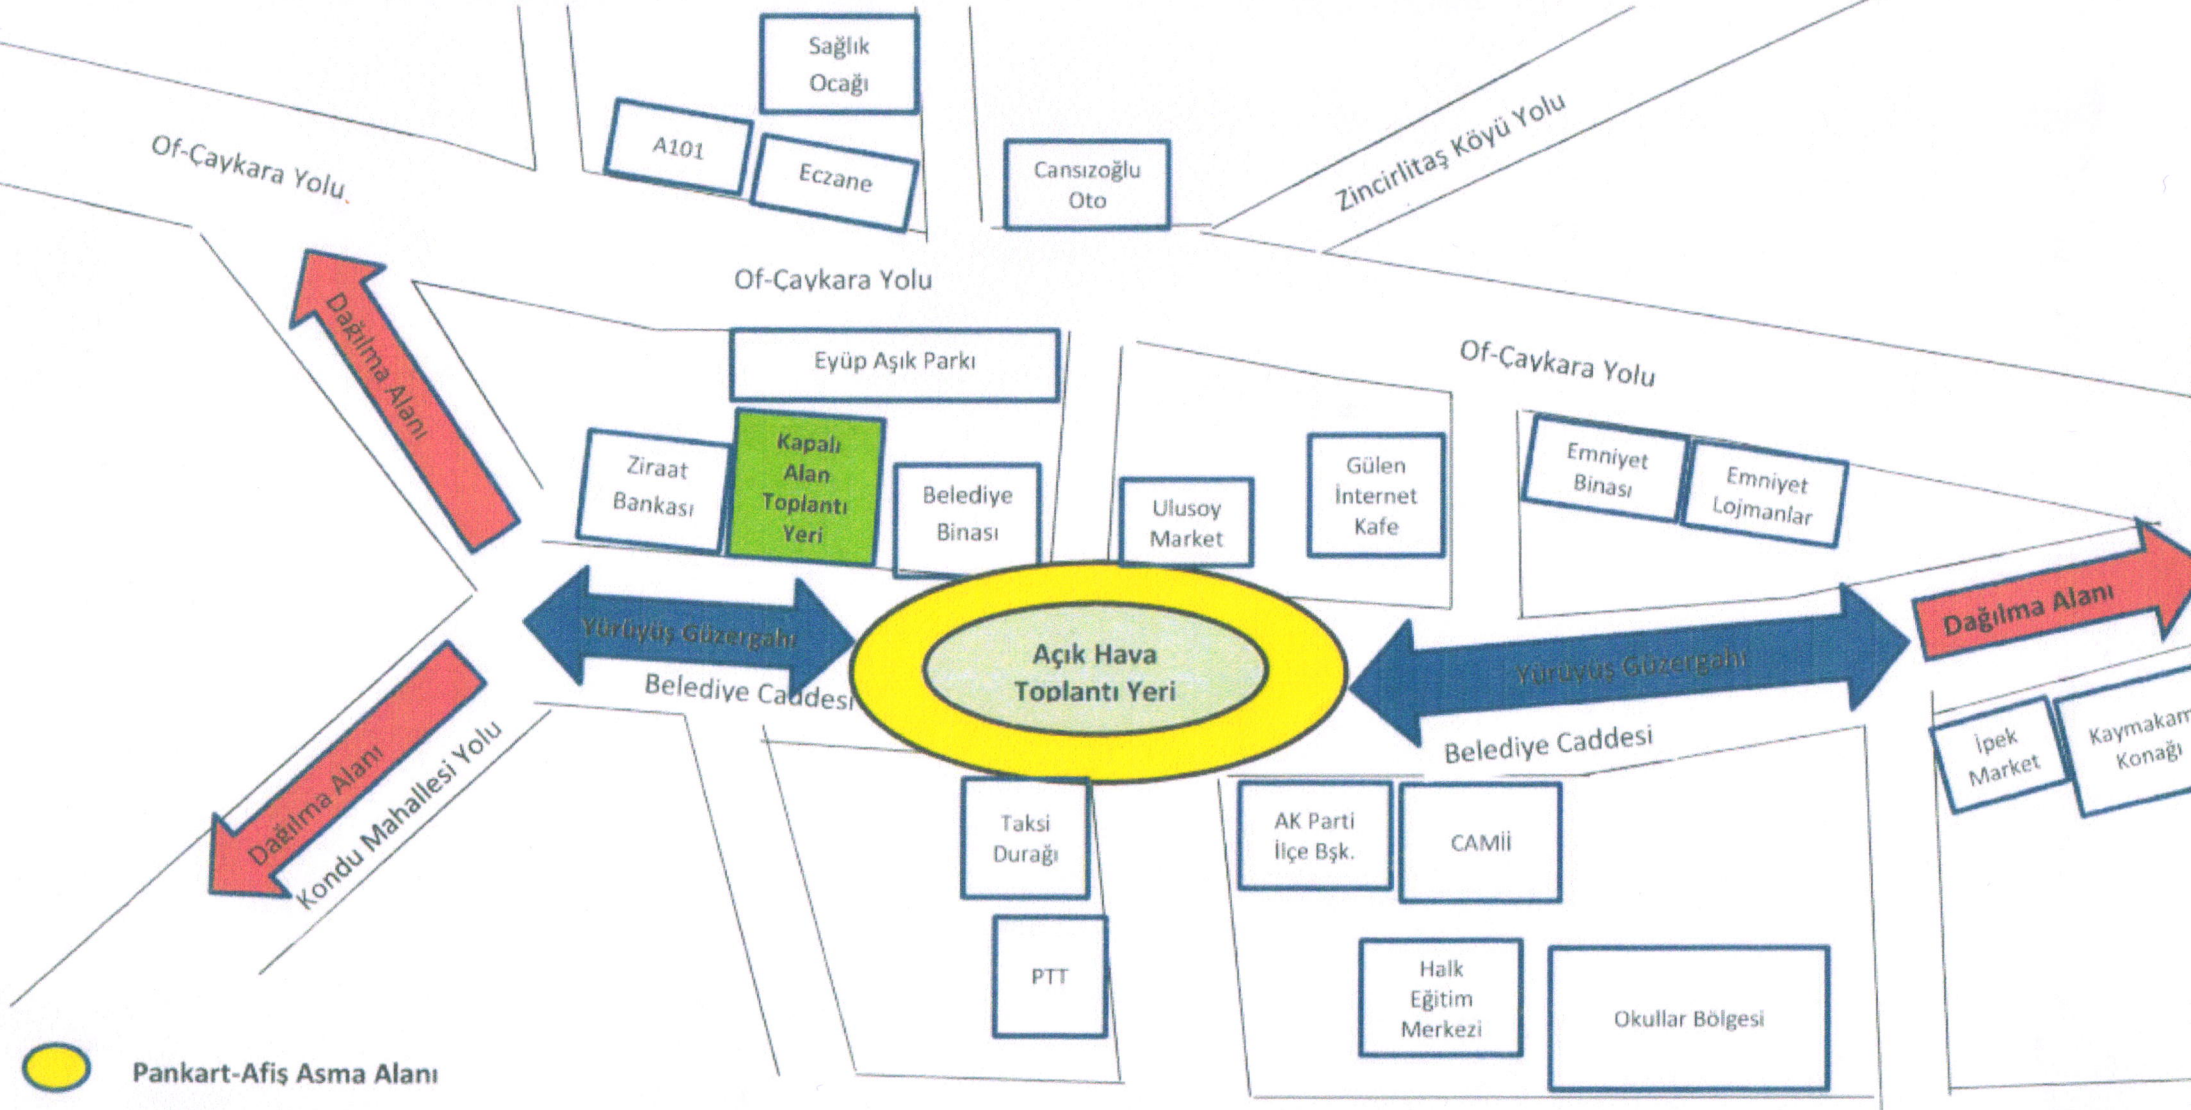 Sağlık
Ocağı
A101
Eczane
Cansızoğlu
Oto
Zincirlitaş Köyü Yolu
Of-Çaykara Yolu
Of-Çaykara Yolu
Of-Çaykara Yolu
Dağılma Alanı
Eyüp Aşık Parkı
Ziraat
Bankası
Kapalı
Alan
Toplantı
Yeri
Belediye
Binası
Ulusoy
Market
Gülen
İnternet
Kafe
Emniyet
Binası
Emniyet
Lojmanlar
Yürüyüş Güzergahı
Açık Hava
Toplantı Yeri
Yürüyüş Güzergahı
Dağılma Alanı
Belediye Caddesi
Belediye Caddesi
İpek
Market
Kaymakam
Konağı
Dağılma Alanı
Kondu Mahallesi Yolu
Taksi
Durağı
AK Parti
İlçe Bşk.
CAMİİ
PTT
Halk
Eğitim
Merkezi
Okullar Bölgesi
Pankart-Afiş Asma Alanı